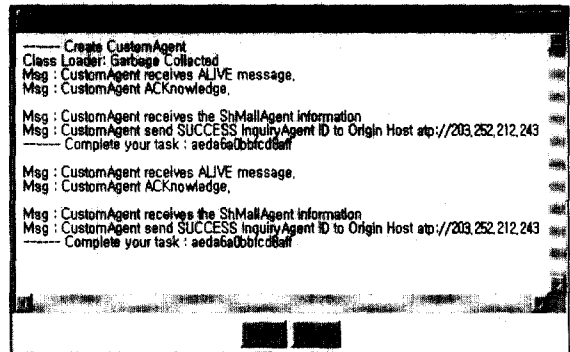 ------ Create CustomAgent
Class Loader: Garbage Collected
Msg : CustomAgent receives ALIVE message,
Msg : CustomAgent ACKnowledge,
Msg : CustomAgent receives the ShMallAgent information
Msg : CustomAgent send SUCCESS InquiryAgent ID to Origin Host atp://203,252,212,243
------ Complete your task : aeda6a0bbfcd8aff
Msg : CustomAgent receives ALIVE message,
Msg : CustomAgent ACKnowledge,
Msg : CustomAgent receives the ShMallAgent information
Msg : CustomAgent send SUCCESS InquiryAgent ID to Origin Host atp://203,252,212,243
------ Complete your task : aeda6a0bbfcd8aff